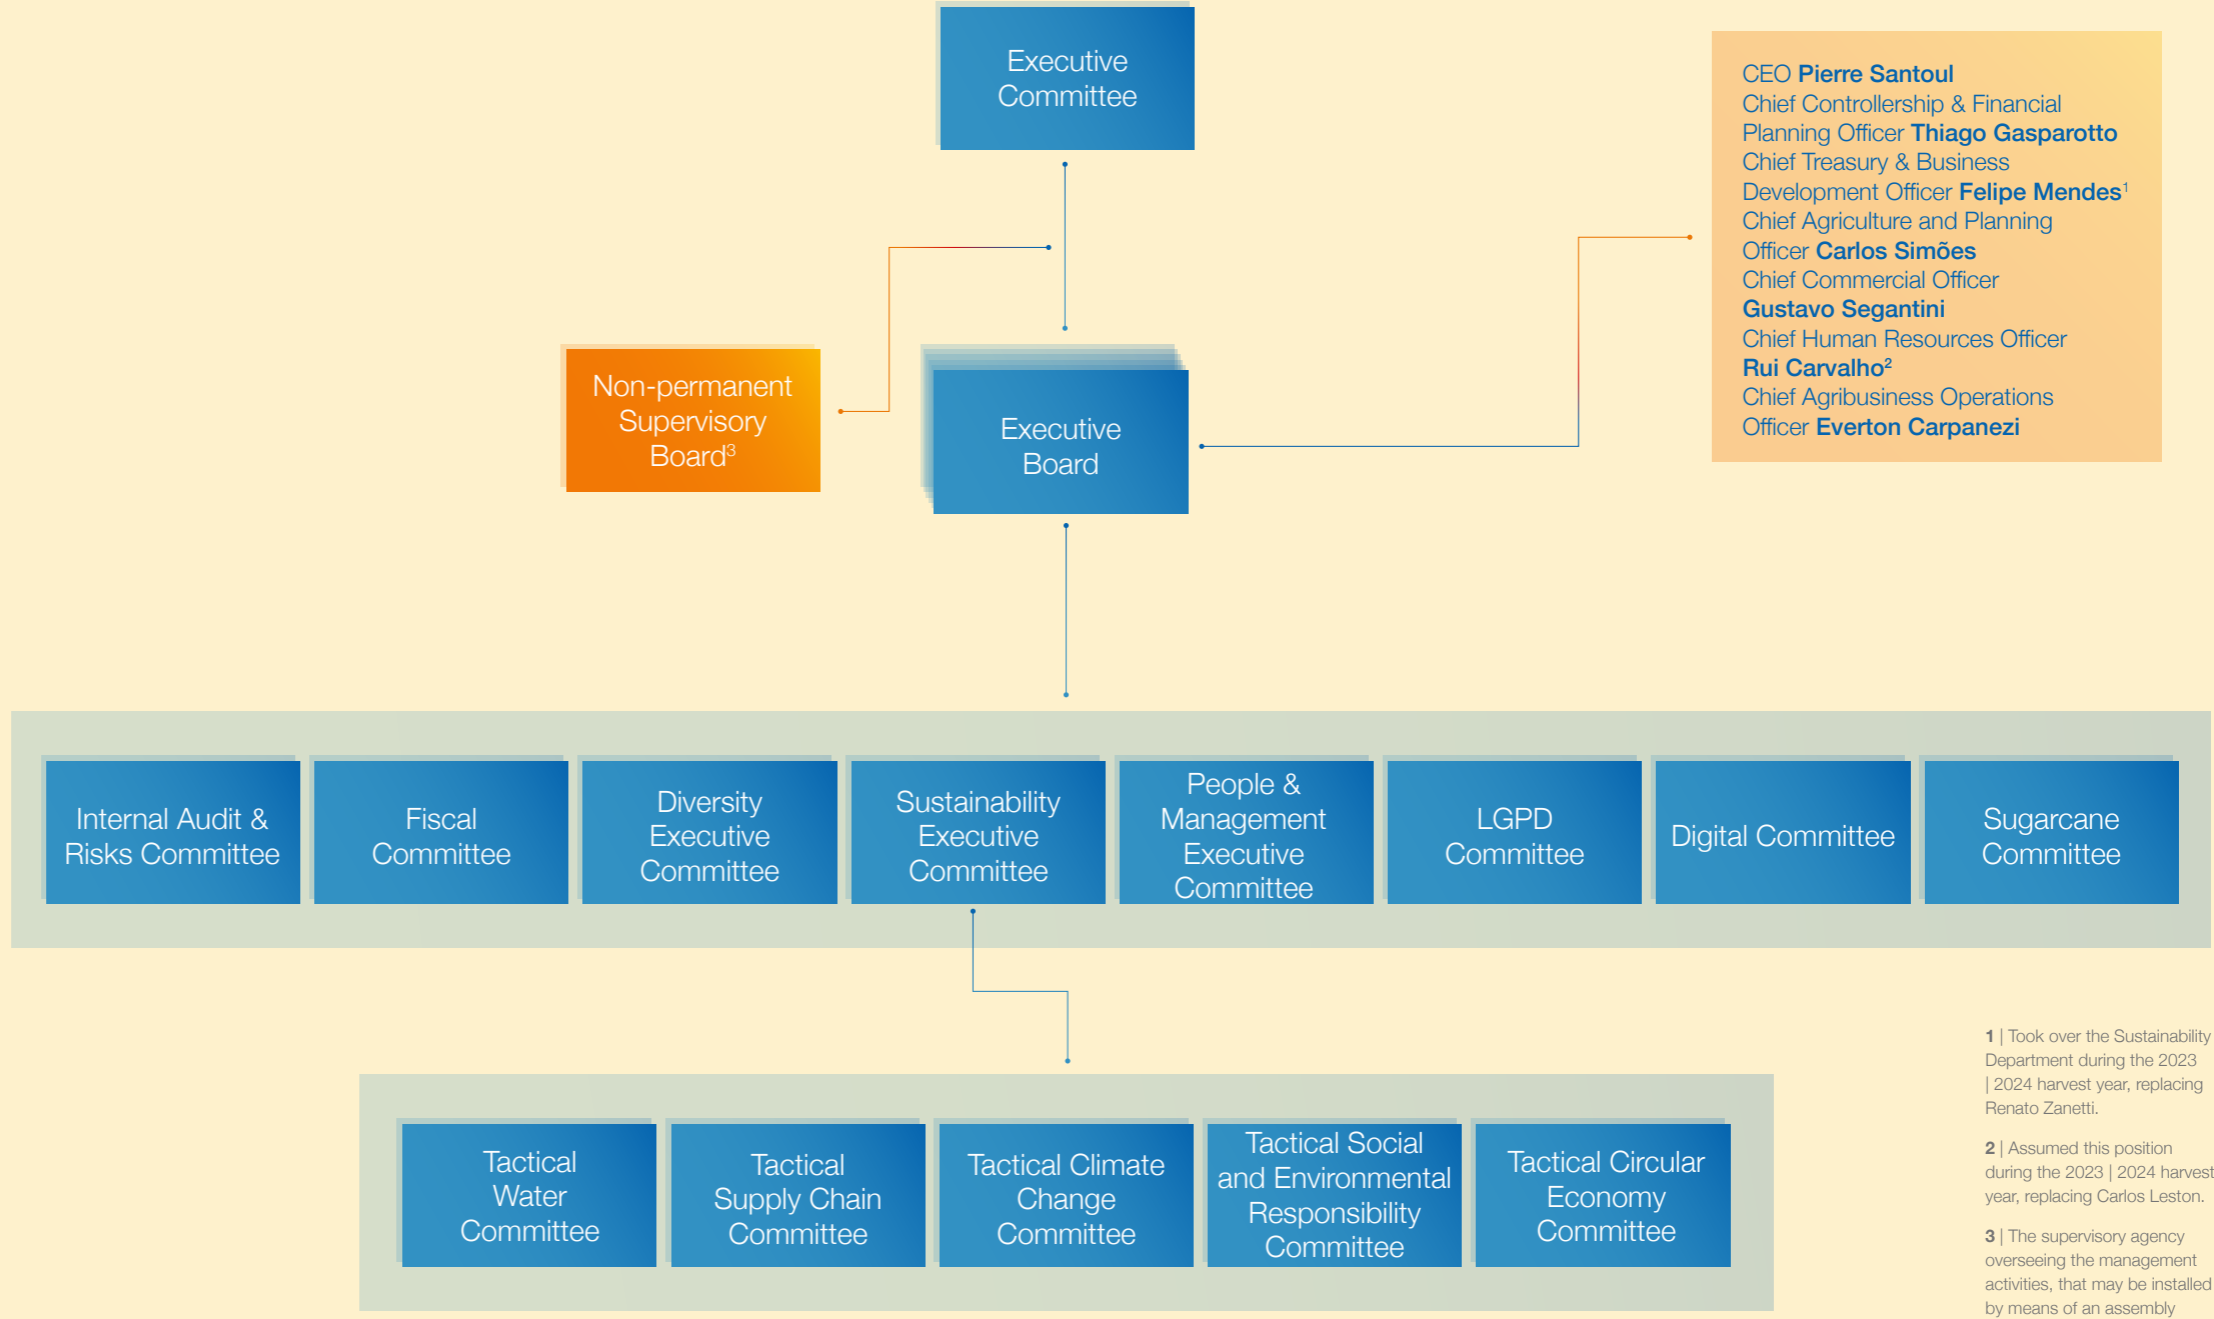 Executive
Committee
CEO Pierre Santoul
Chief Controllership & Financial
Planning Officer Thiago Gasparotto
Chief Treasury & Business
Development Officer Felipe Mendes¹
Chief Agriculture and Planning
Officer Carlos Simões
Chief Commercial Officer
Gustavo Segantini
Chief Human Resources Officer
Rui Carvalho²
Chief Agribusiness Operations
Officer Everton Carpanezi
Non-permanent
Supervisory
Board³
Executive
Board
Internal Audit &
Risks Committee
Fiscal
Committee
Diversity
Executive
Committee
Sustainability
Executive
Committee
People &
Management
Executive
Committee
LGPD
Committee
Digital Committee
Sugarcane
Committee
Tactical
Water
Committee
Tactical
Supply Chain
Committee
Tactical Climate
Change
Committee
Tactical Social
and Environmental
Responsibility
Committee
Tactical Circular
Economy
Committee
1 | Took over the Sustainability
Department during the 2023
| 2024 harvest year, replacing
Renato Zanetti.
2 | Assumed this position
during the 2023 | 2024 harvest
year, replacing Carlos Leston.
3 | The supervisory agency
overseeing the management
activities, that may be installed
by means of an assembly